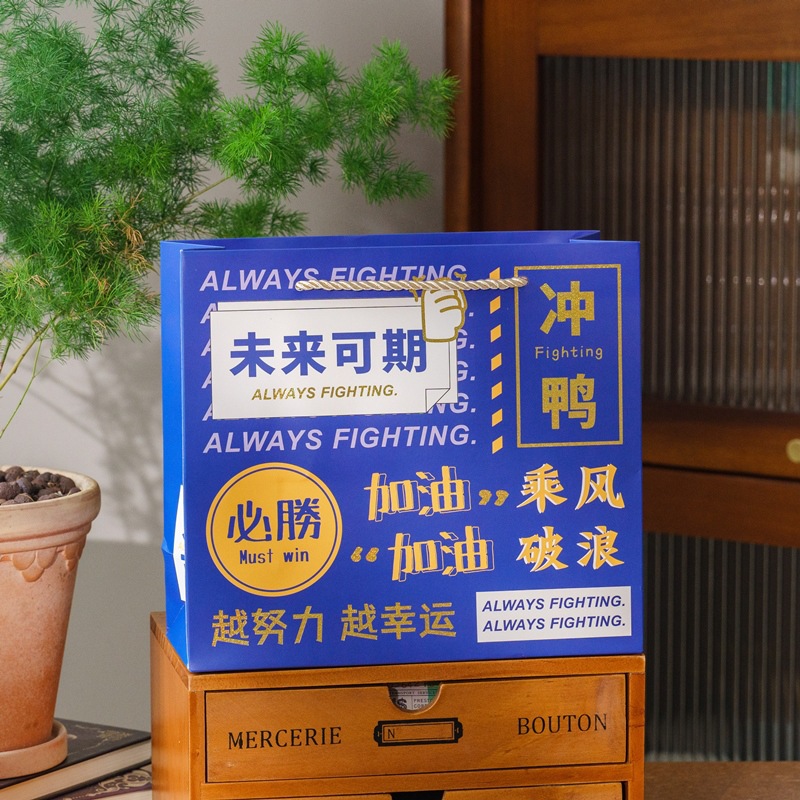 ALWAYS FIGHTING.
未来可期
ALWAYS FIGHTING.
ALWAYS FIGHTING.
冲
Fighting
鸭
必勝
Must win
加油
加油
乘风
破浪
越努力 越幸运
ALWAYS FIGHTING.
ALWAYS FIGHTING.
MERCERIE
N
BOUTON